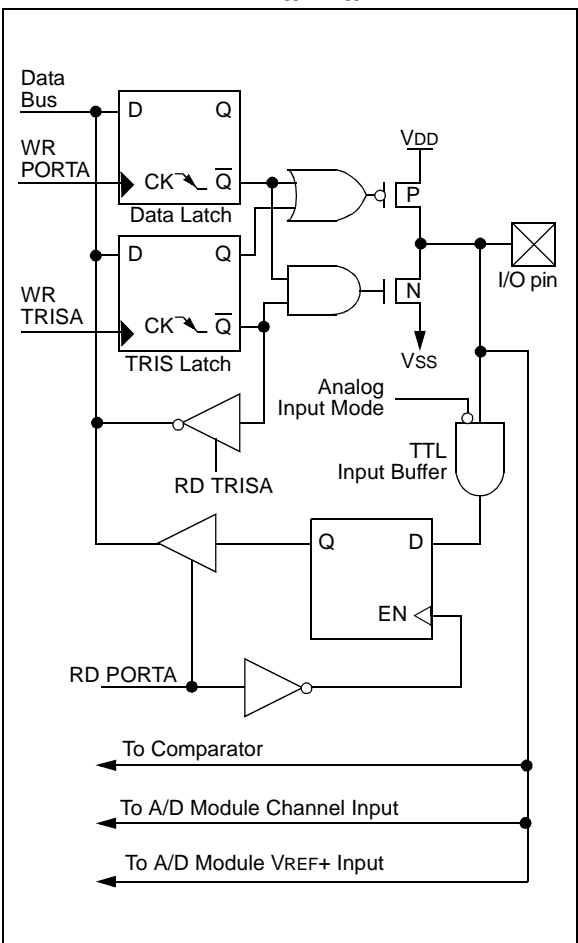 Data
Bus
D Q
WR
PORTA
CK Q
Data Latch
VDD
P
D Q
I/O pin
N
WR
TRISA
CK Q
TRIS Latch
VSS
Analog
Input Mode
TTL
Input Buffer
RD TRISA
Q D
EN
RD PORTA
To Comparator
To A/D Module Channel Input
To A/D Module VREF+ Input